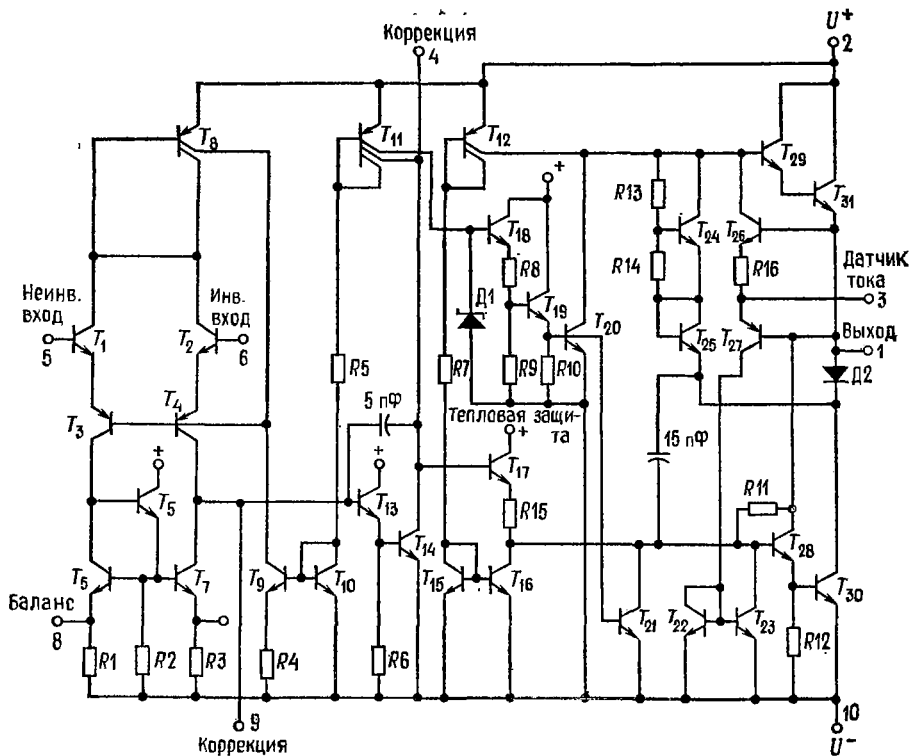 Коррекция
4
U⁺
2
T8
T11
T12
T29
+
R13
T31
T18
T24
T26
R8
R16
R14
Датчик
тока
3
Неинв.
вход
Инв.
вход
Д1
T19
5
T1
T2
6
T20
T25
T27
Выход
1
R5
R7
R9
R10
Д2
T3
T4
5 пФ
Тепловая защи-
та
+
15 пФ
+
+
T17
T5
T13
R15
R11
T14
T28
T5
T7
T9
T10
T15
T16
T30
Баланс
8
T21
T22
T23
R1
R2
R3
R4
R6
R12
9
Коррекция
10
U⁻